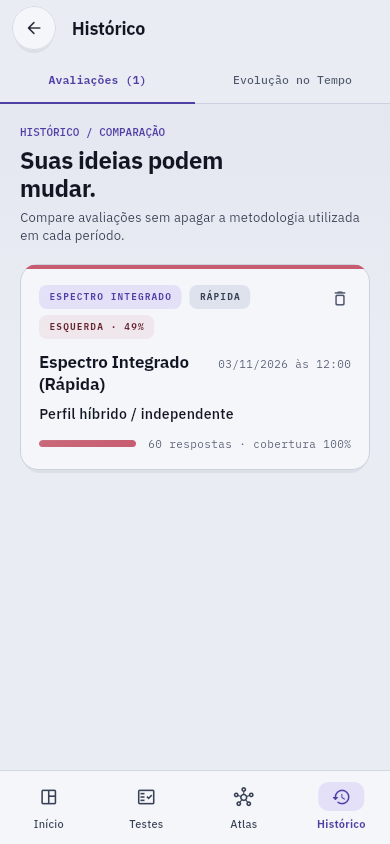 Histórico
Avaliações (1)
Evolução no Tempo
HISTÓRICO / COMPARAÇÃO
Suas ideias podem
mudar.
Compare avaliações sem apagar a metodologia utilizada
em cada período.
ESPECTRO INTEGRADO
RÁPIDA
ESQUERDA · 49%
Espectro Integrado
(Rápida)
03/11/2026 às 12:00
Perfil híbrido / independente
60 respostas · cobertura 100%
Início
Testes
Atlas
Histórico